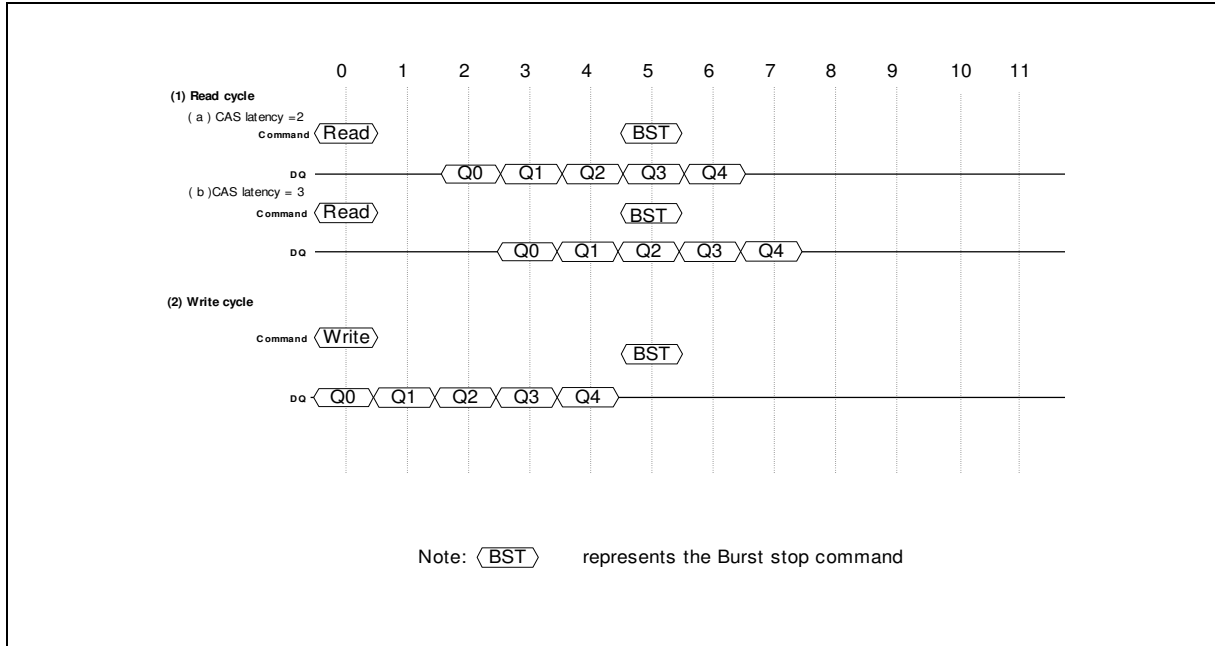 0 1 2 3 4 5 6 7 8 9 10 11
(1) Read cycle
( a ) CAS latency =2
Command Read BST
DQ Q0 Q1 Q2 Q3 Q4
( b )CAS latency = 3
Command Read BST
DQ Q0 Q1 Q2 Q3 Q4
(2) Write cycle
Command Write BST
DQ Q0 Q1 Q2 Q3 Q4
Note: BST represents the Burst stop command